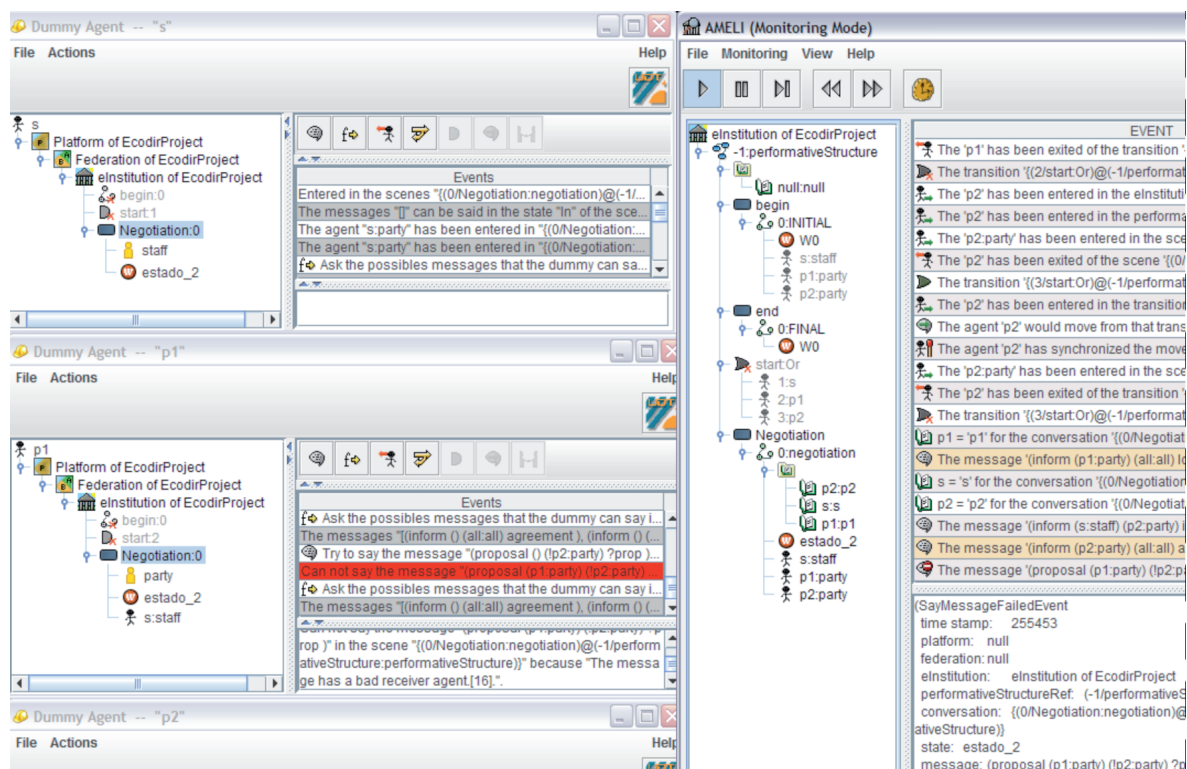 Dummy Agent -- "s"
File Actions Help
s
Platform of EcodirProject
Federation of EcodirProject
eInstitution of EcodirProject
begin:0
start:1
Negotiation:0
staff
estado_2
Events
Entered in the scenes "{(0/Negotiation:negotiation)@(-1/...
The messages "[]" can be said in the state "In" of the sce...
The agent "s:party" has been entered in "{(0/Negotiation:...
The agent "s:party" has been entered in "{(0/Negotiation:...
Ask the possibles messages that the dummy can sa...
Dummy Agent -- "p1"
File Actions Help
p1
Platform of EcodirProject
Federation of EcodirProject
eInstitution of EcodirProject
begin:0
start:2
Negotiation:0
party
estado_2
s:staff
Events
Ask the possibles messages that the dummy can say i...
The messages "[(inform () (all:all) agreement ), (inform () (...
Try to say the message "(proposal () (!p2:party) ?prop )...
Can not say the message "(proposal (p1:party) (!p2:party) ...
Ask the possibles messages that the dummy can say i...
The messages "[(inform () (all:all) agreement ), (inform () (...
Can not say the message "(proposal (p1:party) (!p2:party) ?p
rop )" in the scene "{(0/Negotiation:negotiation)@(-1/perform
ativeStructure:performativeStructure)}" because "The messa
ge has a bad receiver agent.[16].".
Dummy Agent -- "p2"
File Actions Help
AMELI (Monitoring Mode)
File Monitoring View Help
eInstitution of EcodirProject
-1:performativeStructure
null:null
begin
0:INITIAL
W0
s:staff
p1:party
p2:party
end
0:FINAL
W0
start:Or
1:s
2:p1
3:p2
Negotiation
0:negotiation
p2:p2
s:s
p1:p1
estado_2
s:staff
p1:party
p2:party
EVENT
The 'p1' has been exited of the transition '
The transition '{(2/start:Or)@(-1/performat
The 'p2' has been entered in the eInstituti
The 'p2' has been entered in the performa
The 'p2:party' has been entered in the sce
The 'p2' has been exited of the scene '{(0/
The transition '{(3/start:Or)@(-1/performat
The 'p2' has been entered in the transition
The agent 'p2' would move from that trans
The agent 'p2' has synchronized the move
The 'p2:party' has been entered in the sce
The 'p2' has been exited of the transition '
The transition '{(3/start:Or)@(-1/performat
p1 = 'p1' for the conversation '{(0/Negotiat
The message '(inform (p1:party) (all:all) lo
s = 's' for the conversation '{(0/Negotiation
p2 = 'p2' for the conversation '{(0/Negotiat
The message '(inform (s:staff) (p2:party) i
The message '(inform (p2:party) (all:all) a
The message '(proposal (p1:party) (!p2:pa
(SayMessageFailedEvent
time stamp: 255453
platform: null
federation: null
eInstitution: eInstitution of EcodirProject
performativeStructureRef: (-1/performativeS
conversation: {(0/Negotiation:negotiation)@
ativeStructure)}
state: estado_2
message: (proposal (p1:party) (!p2:party) ?p